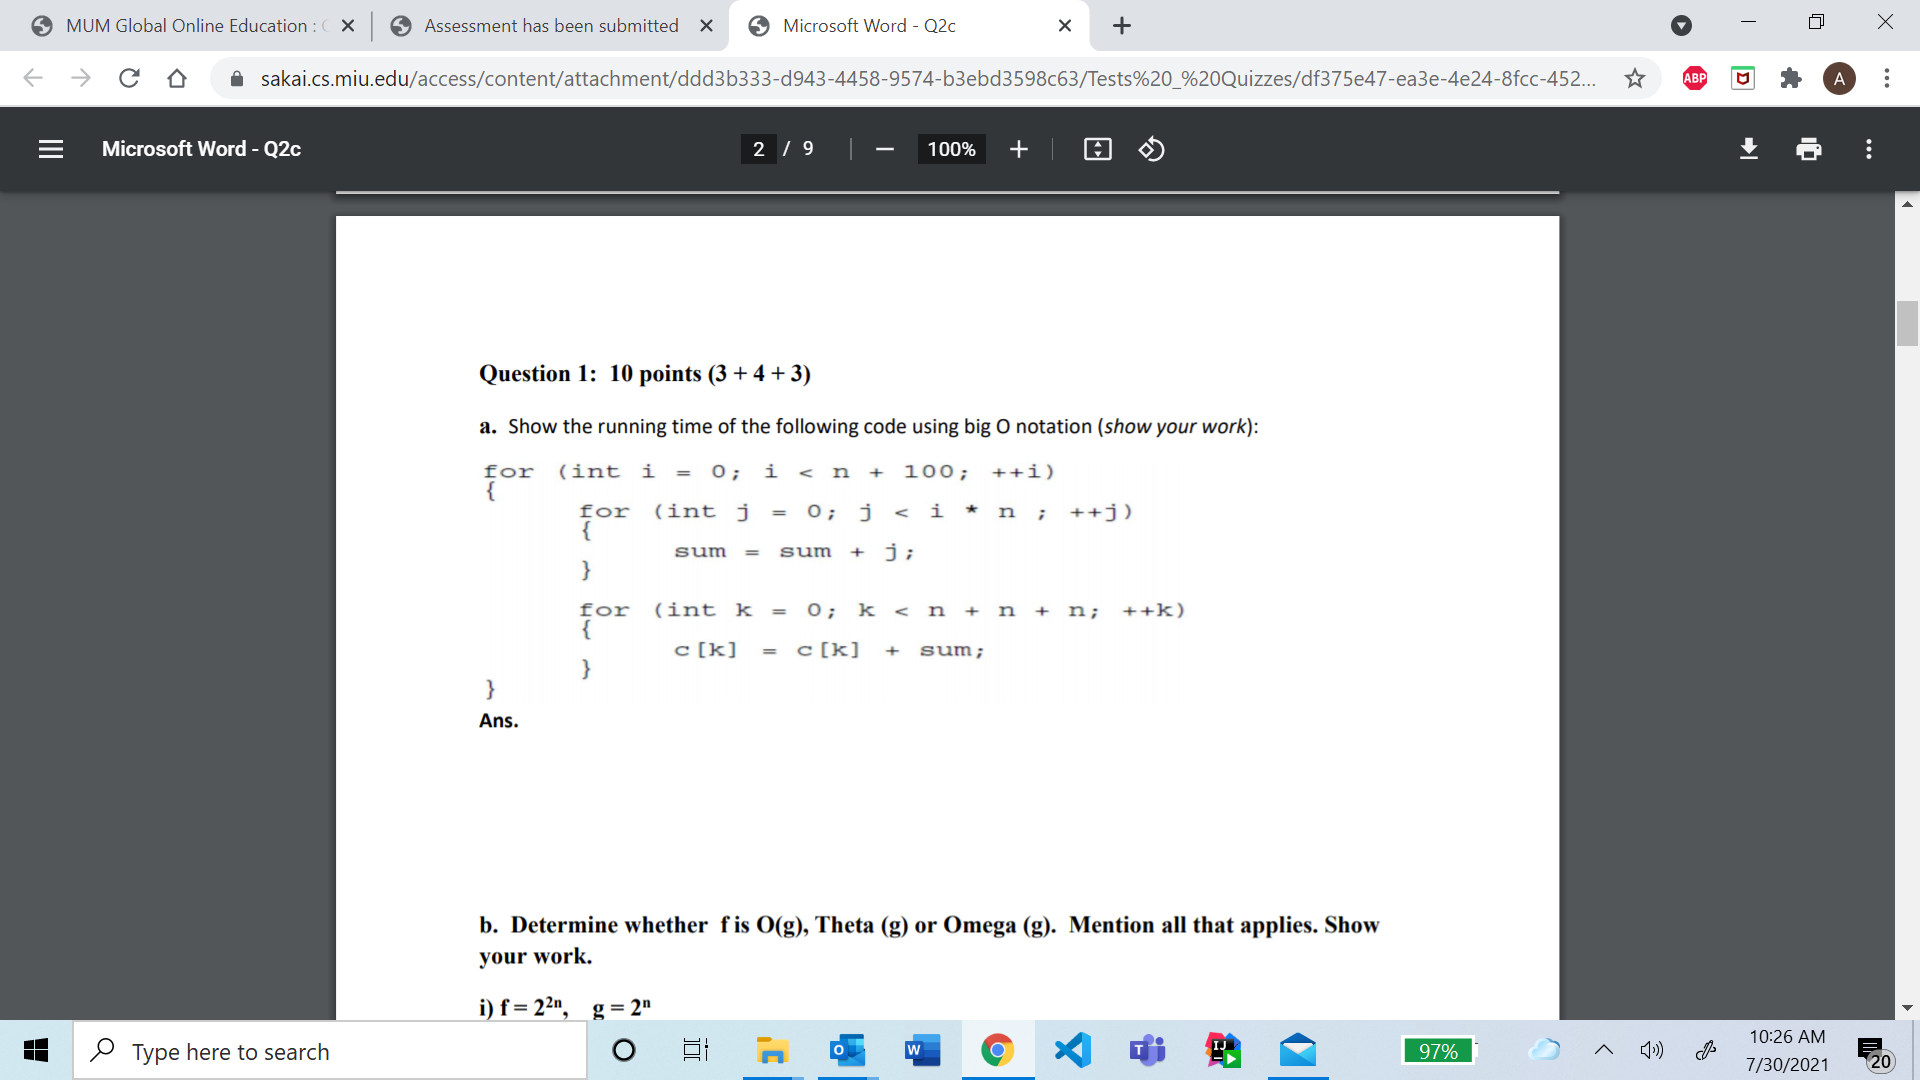 MUM Global Online Education :
Assessment has been submitted
Microsoft Word - Q2c
sakai.cs.miu.edu/access/content/attachment/ddd3b333-d943-4458-9574-b3ebd3598c63/Tests%20_%20Quizzes/df375e47-ea3e-4e24-8fcc-452...
ABP
A
Microsoft Word - Q2c
2 / 9
100%
Question 1: 10 points (3 + 4 + 3)
a. Show the running time of the following code using big O notation (show your work):
for (int i = 0; i < n + 100; ++i)
{
for (int j = 0; j < i * n ; ++j)
{
sum = sum + j;
}
for (int k = 0; k < n + n + n; ++k)
{
c[k] = c[k] + sum;
}
}
Ans.
b. Determine whether f is O(g), Theta (g) or Omega (g). Mention all that applies. Show
your work.
i) f = 2²ⁿ, g = 2ⁿ
Type here to search
97%
10:26 AM
7/30/2021
20